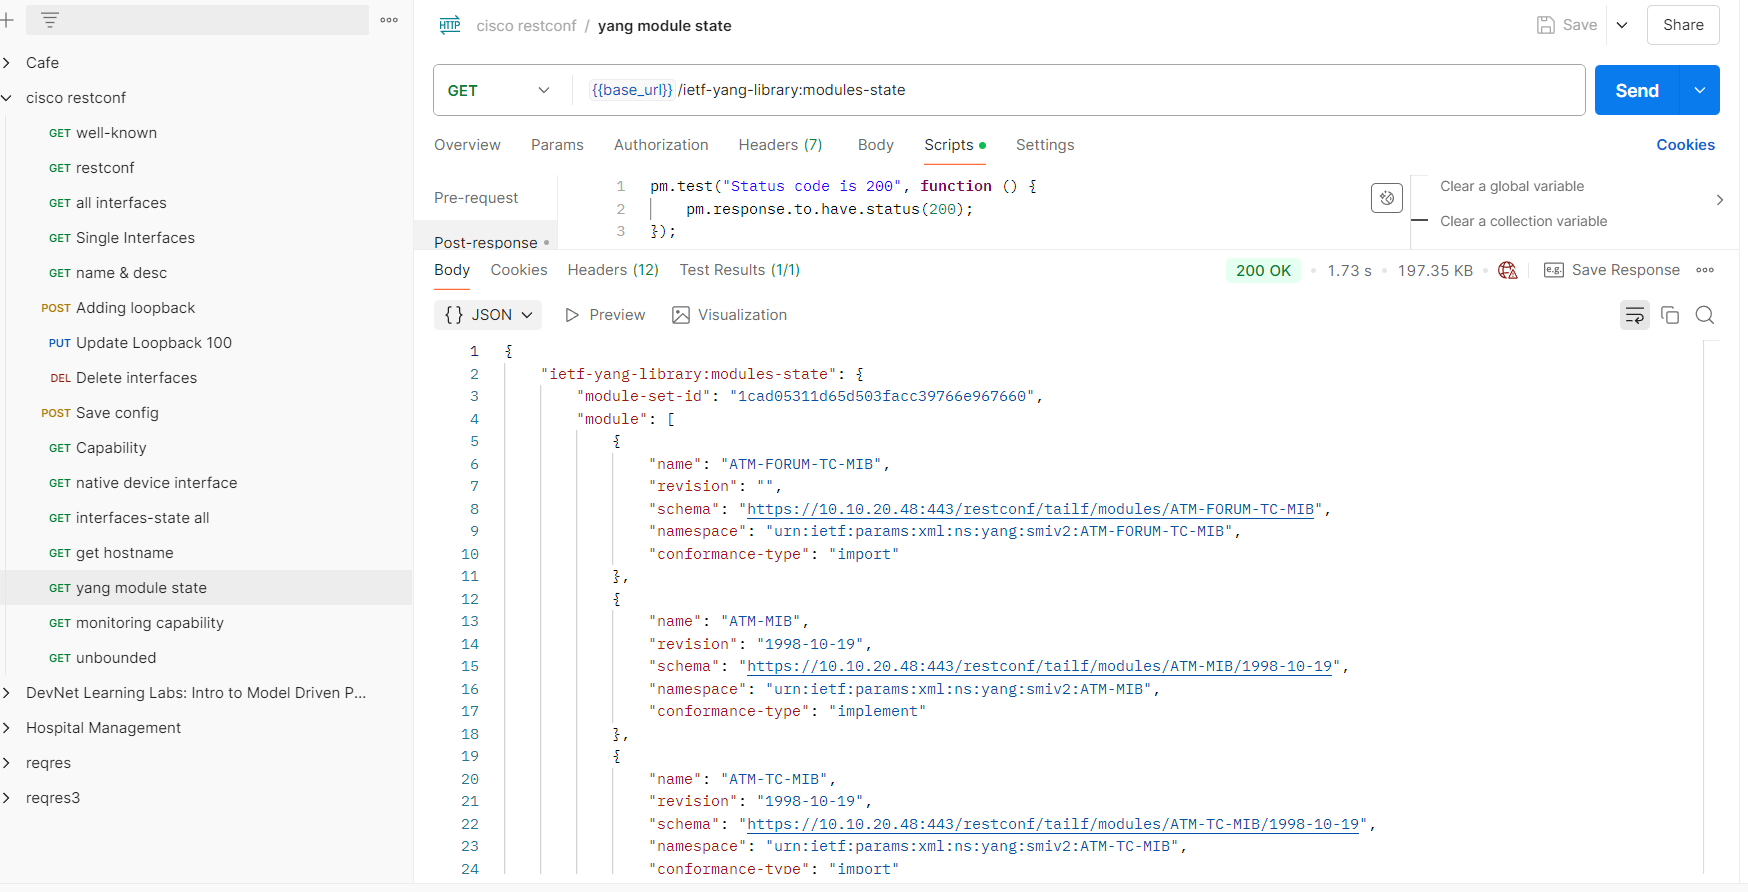 Cafe
cisco restconf
GET well-known
GET restconf
GET all interfaces
GET Single Interfaces
GET name & desc
POST Adding loopback
PUT Update Loopback 100
DEL Delete interfaces
POST Save config
GET Capability
GET native device interface
GET interfaces-state all
GET get hostname
GET yang module state
GET monitoring capability
GET unbounded
DevNet Learning Labs: Intro to Model Driven P...
Hospital Management
reqres
reqres3
HTTP cisco restconf / yang module state
Save
Share
GET
{{base_url}} /ietf-yang-library:modules-state
Send
Overview Params Authorization Headers (7) Body Scripts Settings
Cookies
Pre-request
Post-response
1 pm.test("Status code is 200", function () {
2 pm.response.to.have.status(200);
3 });
Clear a global variable
Clear a collection variable
Body Cookies Headers (12) Test Results (1/1)
200 OK 1.73 s 197.35 KB e.g. Save Response
{ } JSON Preview Visualization
1 {
2 "ietf-yang-library:modules-state": {
3 "module-set-id": "1cad05311d65d503facc39766e967660",
4 "module": [
5 {
6 "name": "ATM-FORUM-TC-MIB",
7 "revision": "",
8 "schema": "https://10.10.20.48:443/restconf/tailf/modules/ATM-FORUM-TC-MIB",
9 "namespace": "urn:ietf:params:xml:ns:yang:smiv2:ATM-FORUM-TC-MIB",
10 "conformance-type": "import"
11 },
12 {
13 "name": "ATM-MIB",
14 "revision": "1998-10-19",
15 "schema": "https://10.10.20.48:443/restconf/tailf/modules/ATM-MIB/1998-10-19",
16 "namespace": "urn:ietf:params:xml:ns:yang:smiv2:ATM-MIB",
17 "conformance-type": "implement"
18 },
19 {
20 "name": "ATM-TC-MIB",
21 "revision": "1998-10-19",
22 "schema": "https://10.10.20.48:443/restconf/tailf/modules/ATM-TC-MIB/1998-10-19",
23 "namespace": "urn:ietf:params:xml:ns:yang:smiv2:ATM-TC-MIB",
24 "conformance-type": "import"